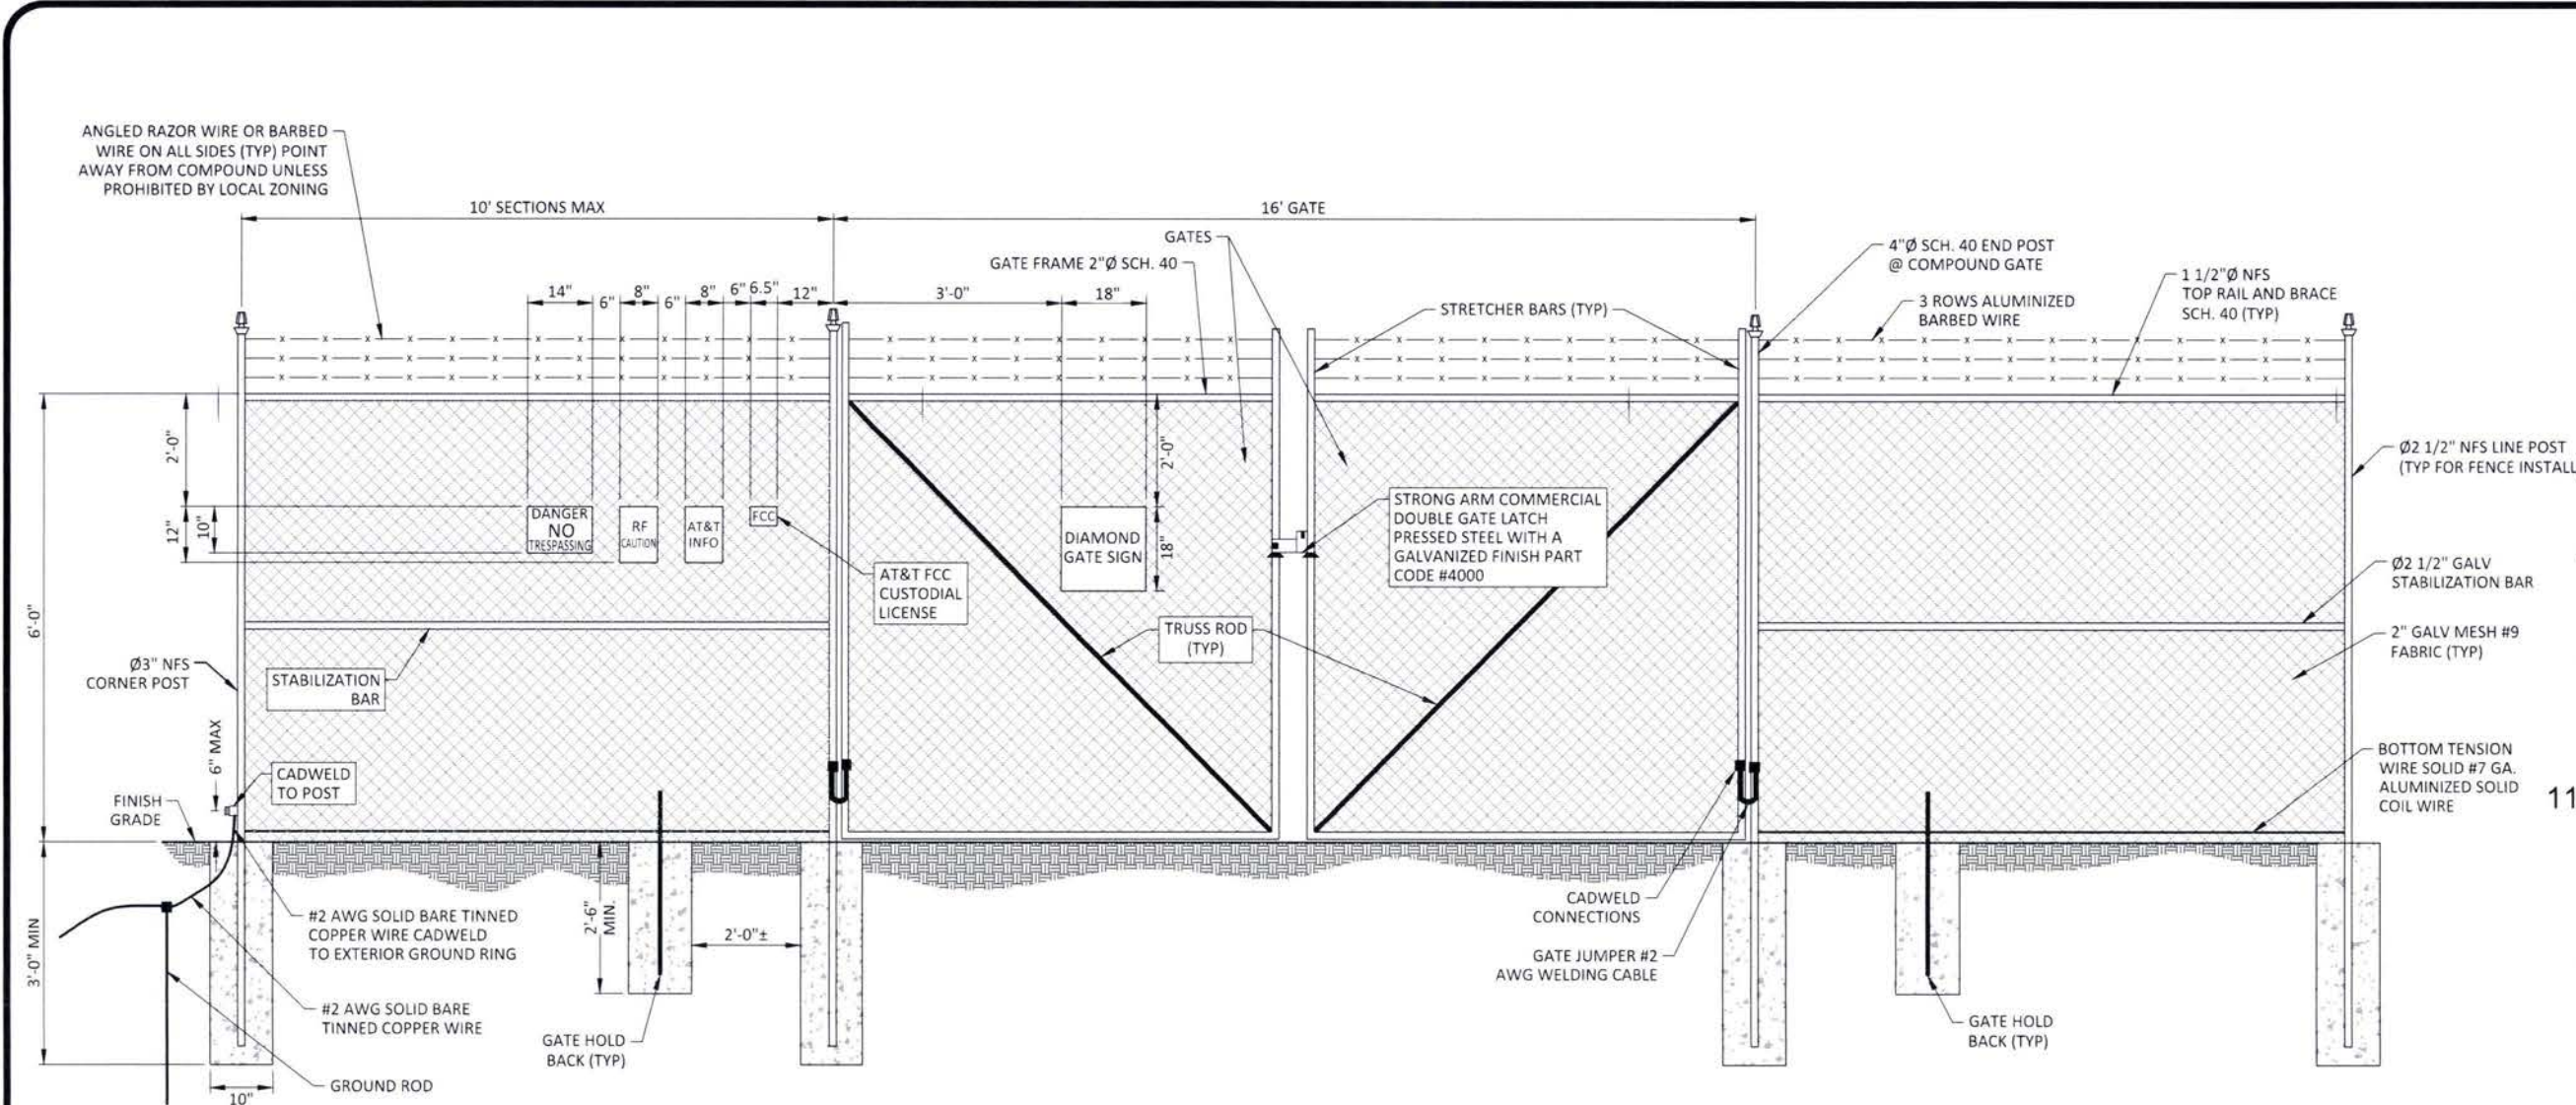 ANGLED RAZOR WIRE OR BARBED
WIRE ON ALL SIDES (TYP) POINT
AWAY FROM COMPOUND UNLESS
PROHIBITED BY LOCAL ZONING
10' SECTIONS MAX
16' GATE
GATES
GATE FRAME 2"Ø SCH. 40
4"Ø SCH. 40 END POST
@ COMPOUND GATE
1 1/2"Ø NFS
TOP RAIL AND BRACE
SCH. 40 (TYP)
3 ROWS ALUMINIZED
BARBED WIRE
STRETCHER BARS (TYP)
14"
6"
8"
6"
8"
6"
6.5"
12"
3'-0"
18"
2'-0"
12"
10"
6'-0"
DANGER
NO
TRESPASSING
RF
CAUTION
AT&T
INFO
FCC
AT&T FCC
CUSTODIAL
LICENSE
DIAMOND
GATE SIGN
2'-0"
18"
STRONG ARM COMMERCIAL
DOUBLE GATE LATCH
PRESSED STEEL WITH A
GALVANIZED FINISH PART
CODE #4000
TRUSS ROD
(TYP)
Ø2 1/2" NFS LINE POST
(TYP FOR FENCE INSTALL
Ø2 1/2" GALV
STABILIZATION BAR
2" GALV MESH #9
FABRIC (TYP)
BOTTOM TENSION
WIRE SOLID #7 GA.
ALUMINIZED SOLID
COIL WIRE
11
Ø3" NFS
CORNER POST
STABILIZATION
BAR
6" MAX
CADWELD
TO POST
FINISH
GRADE
3'-0" MIN
#2 AWG SOLID BARE TINNED
COPPER WIRE CADWELD
TO EXTERIOR GROUND RING
#2 AWG SOLID BARE
TINNED COPPER WIRE
GROUND ROD
10"
2'-6"
MIN.
2'-0"±
GATE HOLD
BACK (TYP)
CADWELD
CONNECTIONS
GATE JUMPER #2
AWG WELDING CABLE
GATE HOLD
BACK (TYP)